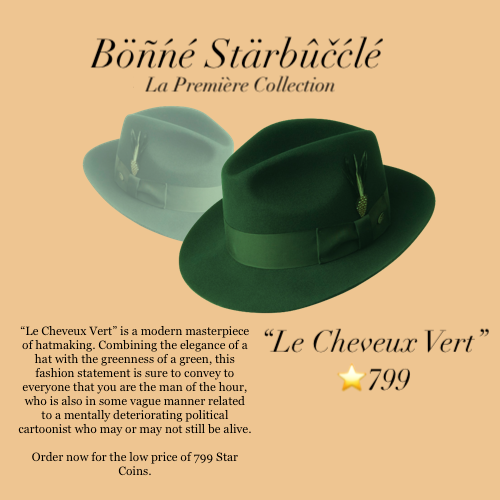 Böñńé Stärbûčćlé
La Première Collection
“Le Cheveux Vert” is a modern masterpiece
of hatmaking. Combining the elegance of a
hat with the greenness of a green, this
fashion statement is sure to convey to
everyone that you are the man of the hour,
who is also in some vague manner related
to a mentally deteriorating political
cartoonist who may or may not still be alive.
Order now for the low price of 799 Star
Coins.
“Le Cheveux Vert”
⭐799